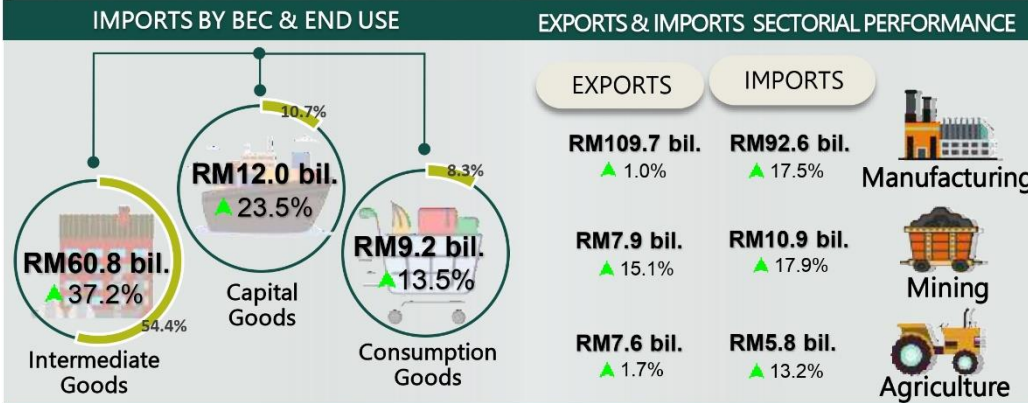 IMPORTS BY BEC & END USE
10.7%
RM12.0 bil.
23.5%
Capital
Goods
RM60.8 bil.
37.2%
54.4%
Intermediate
Goods
8.3%
RM9.2 bil.
13.5%
Consumption
Goods
EXPORTS & IMPORTS SECTORIAL PERFORMANCE
EXPORTS
IMPORTS
RM109.7 bil.
RM92.6 bil.
1.0%
17.5%
Manufacturing
RM7.9 bil.
RM10.9 bil.
15.1%
17.9%
Mining
RM7.6 bil.
RM5.8 bil.
1.7%
13.2%
Agriculture